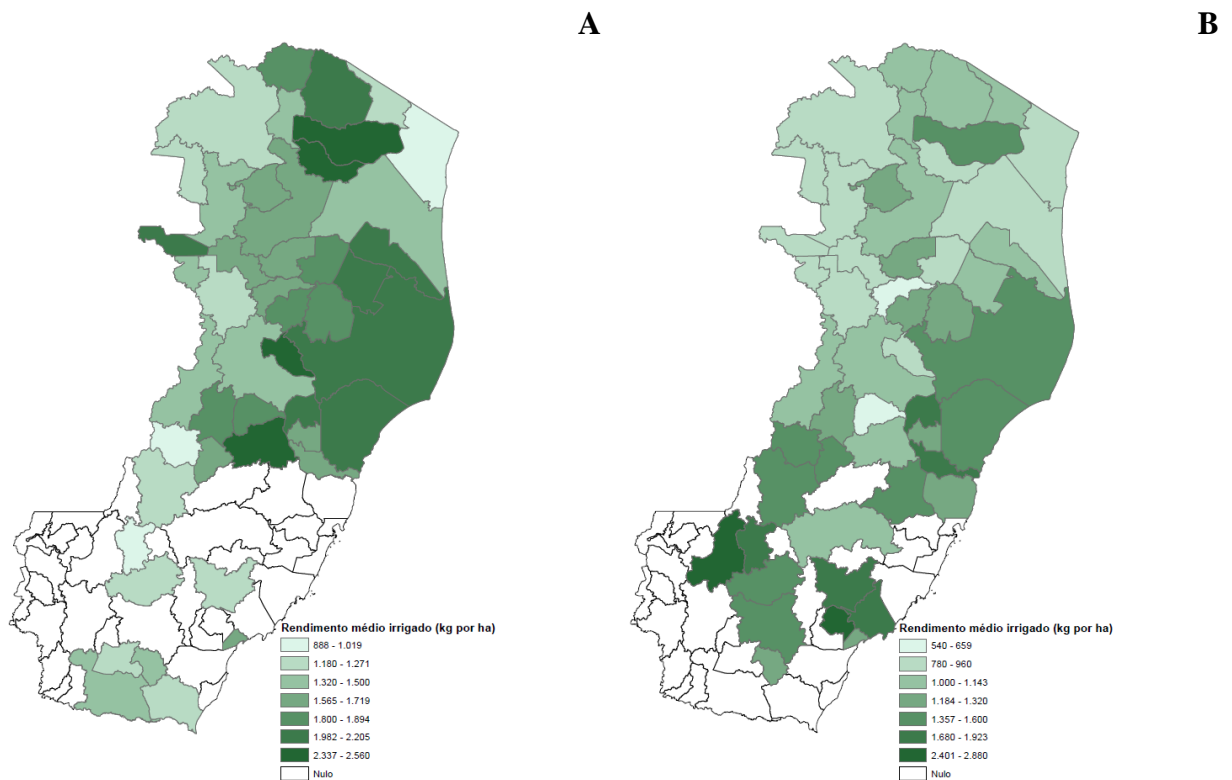 A
B
Rendimento médio irrigado (kg por ha)
888 - 1.019
1.180 - 1.271
1.320 - 1.500
1.565 - 1.719
1.800 - 1.894
1.982 - 2.205
2.337 - 2.560
Nulo
Rendimento médio irrigado (kg por ha)
540 - 659
780 - 960
1.000 - 1.143
1.184 - 1.320
1.357 - 1.600
1.680 - 1.923
2.401 - 2.880
Nulo